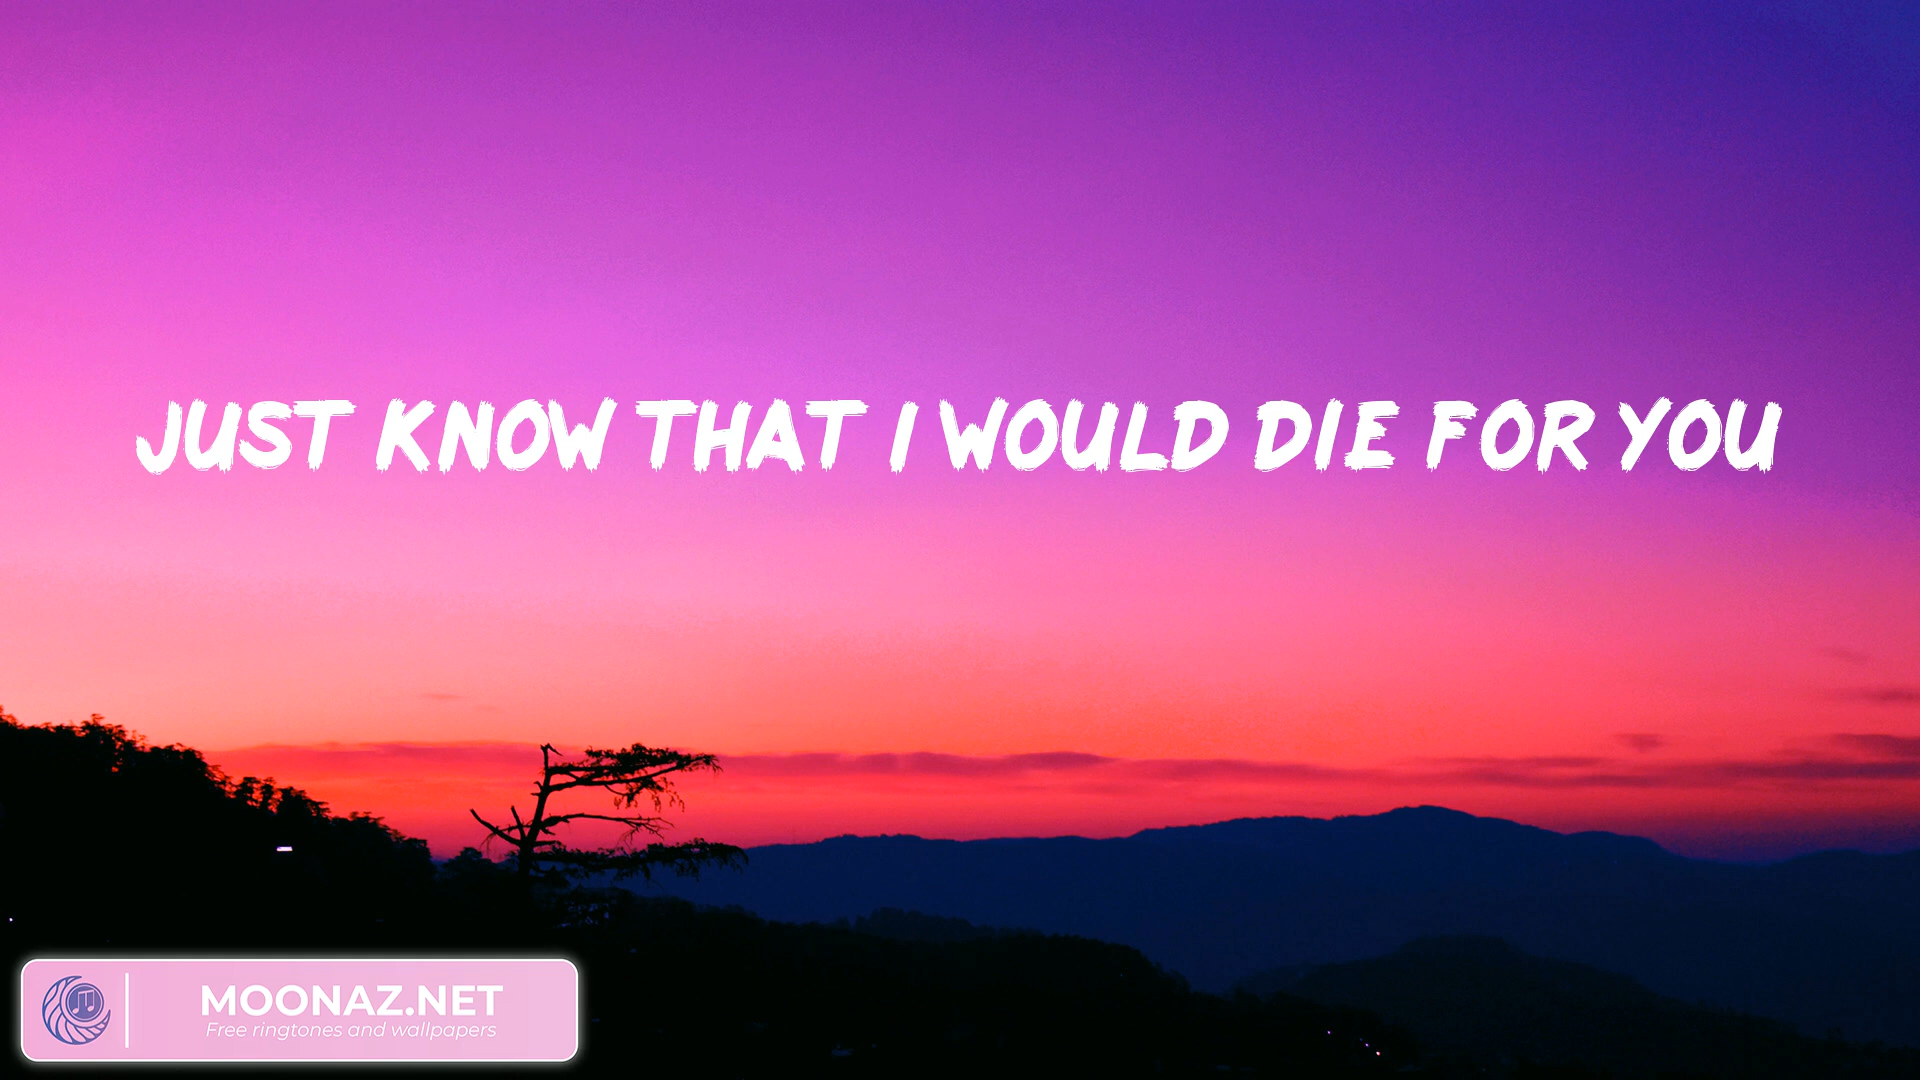 JUST KNOW THAT I WOULD DIE FOR YOU
MOONAZ.NET
Free ringtones and wallpapers